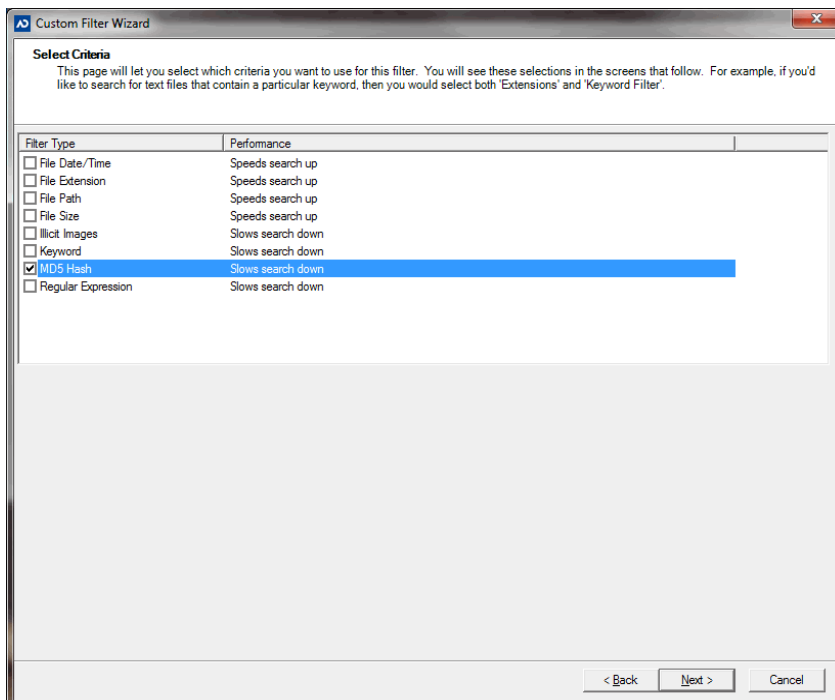 Custom Filter Wizard
Select Criteria
This page will let you select which criteria you want to use for this filter. You will see these selections in the screens that follow. For example, if you'd
like to search for text files that contain a particular keyword, then you would select both 'Extensions' and 'Keyword Filter'.
Filter Type Performance
File Date/Time Speeds search up
File Extension Speeds search up
File Path Speeds search up
File Size Speeds search up
Illicit Images Slows search down
Keyword Slows search down
MD5 Hash Slows search down
Regular Expression Slows search down
< Back Next > Cancel